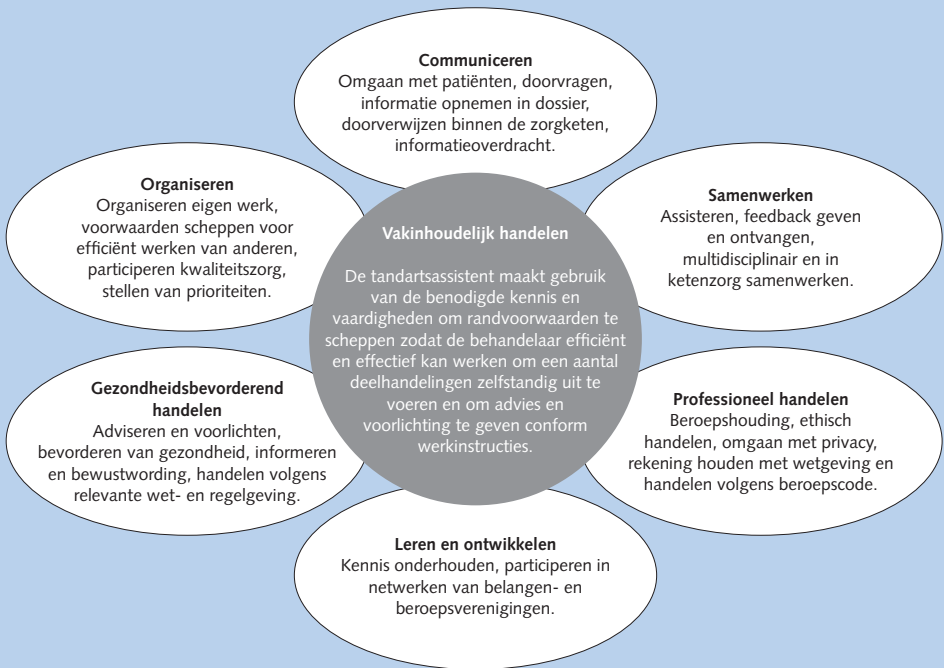 Communiceren
Omgaan met patiënten, doorvragen,
informatie opnemen in dossier,
doorverwijzen binnen de zorgketen,
informatieoverdracht.
Organiseren
Organiseren eigen werk,
voorwaarden scheppen voor
efficiënt werken van anderen,
participeren kwaliteitszorg,
stellen van prioriteiten.
Samenwerken
Assisteren, feedback geven
en ontvangen,
multidisciplinair en in
ketenzorg samenwerken.
Vakinhoudelijk handelen
De tandartsassistent maakt gebruik
van de benodigde kennis en
vaardigheden om randvoorwaarden te
scheppen zodat de behandelaar efficiënt
en effectief kan werken om een aantal
deelhandelingen zelfstandig uit te
voeren en om advies en
voorlichting te geven conform
werkinstructies.
Gezondheidsbevorderend
handelen
Adviseren en voorlichten,
bevorderen van gezondheid, informeren
en bewustwording, handelen volgens
relevante wet- en regelgeving.
Professioneel handelen
Beroepshouding, ethisch
handelen, omgaan met privacy,
rekening houden met wetgeving en
handelen volgens beroepscode.
Leren en ontwikkelen
Kennis onderhouden, participeren in
netwerken van belangen- en
beroepsverenigingen.